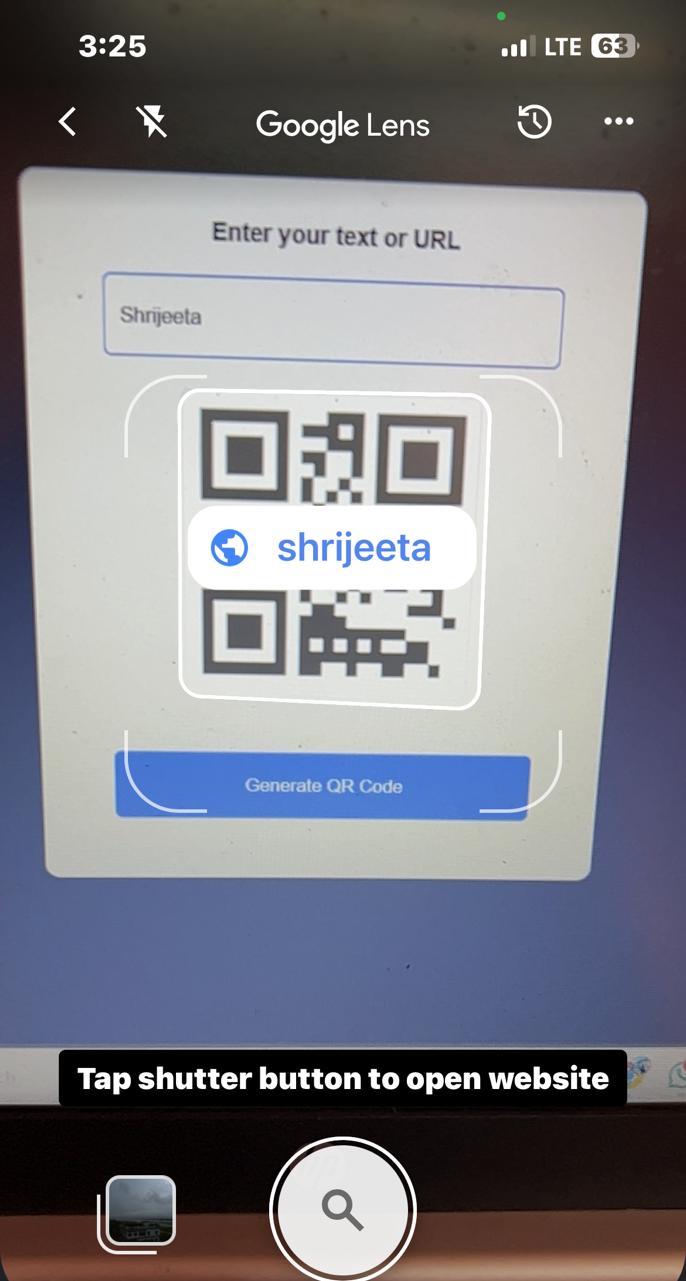 3:25
LTE 63
Google Lens
Enter your text or URL
Shrijeeta
shrijeeta
Generate QR Code
Tap shutter button to open website